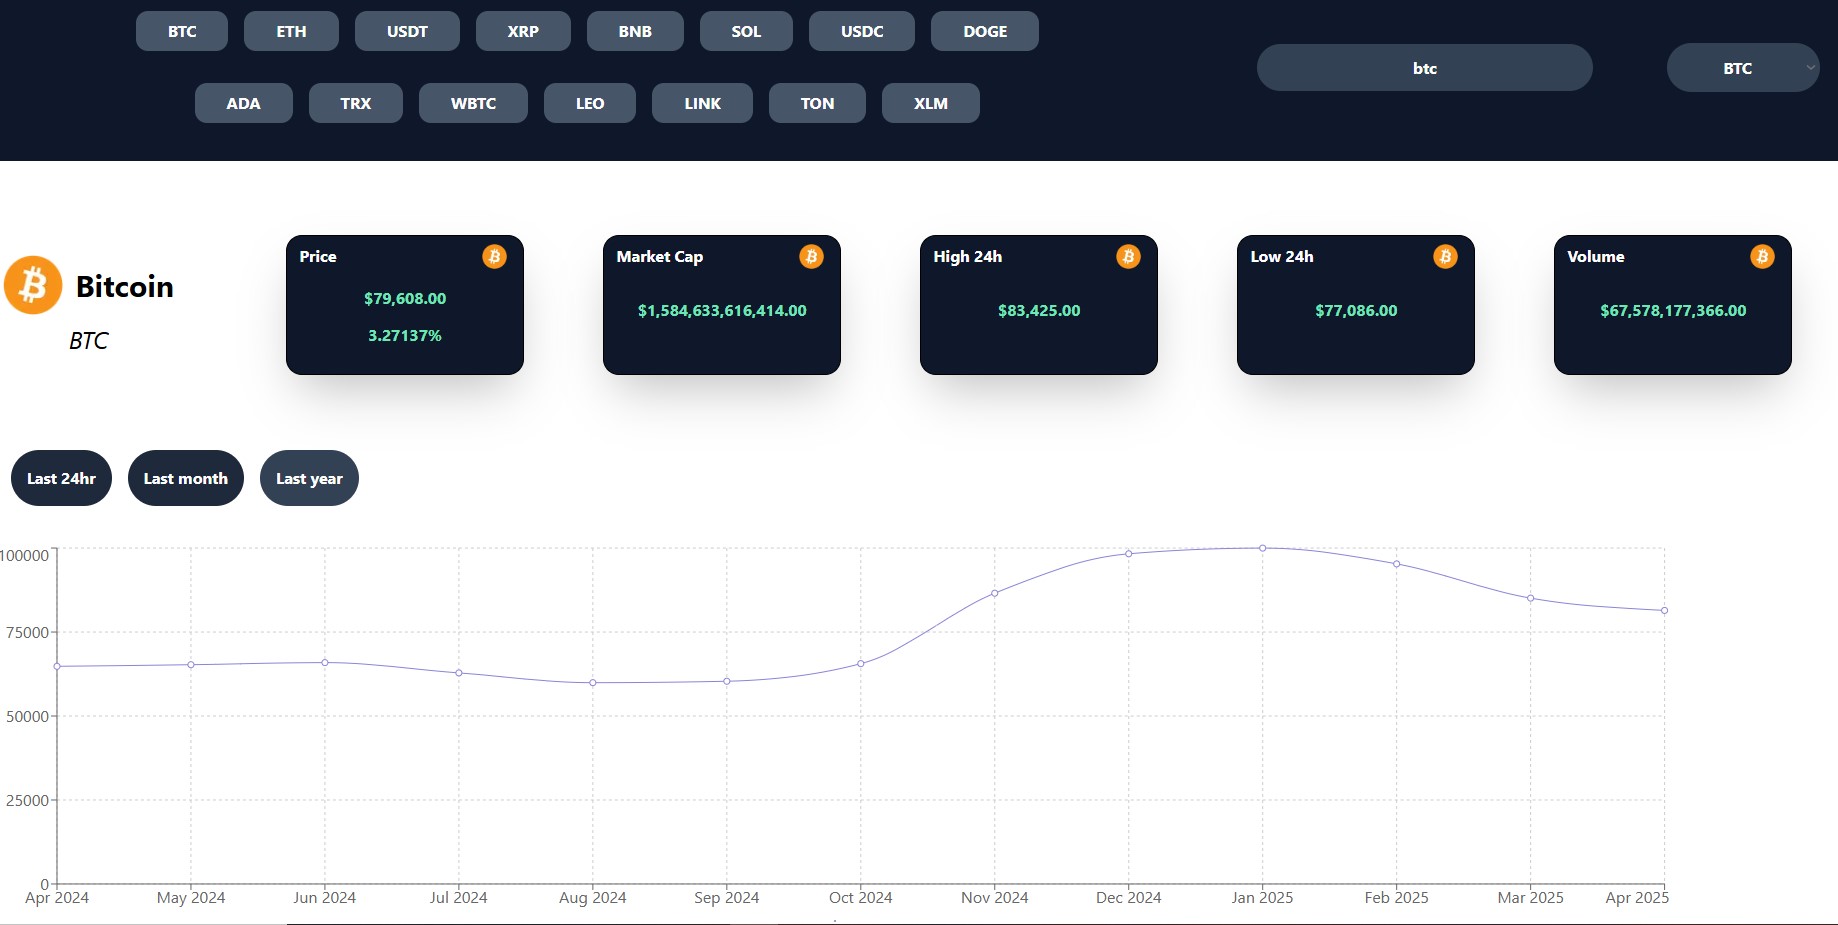 BTC ETH USDT XRP BNB SOL USDC DOGE
ADA TRX WBTC LEO LINK TON XLM
btc
BTC
Bitcoin
BTC
Price
$79,608.00
3.27137%
Market Cap
$1,584,633,616,414.00
High 24h
$83,425.00
Low 24h
$77,086.00
Volume
$67,578,177,366.00
Last 24hr Last month Last year
100000
75000
50000
25000
0
Apr 2024 May 2024 Jun 2024 Jul 2024 Aug 2024 Sep 2024 Oct 2024 Nov 2024 Dec 2024 Jan 2025 Feb 2025 Mar 2025 Apr 2025